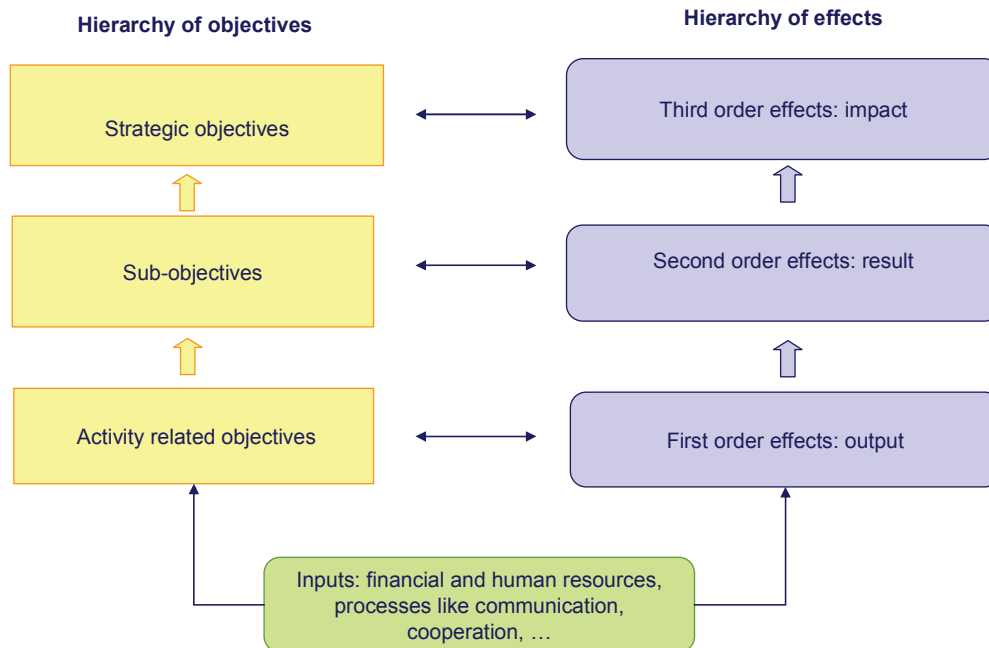 Hierarchy of objectives
Hierarchy of effects
Strategic objectives
Third order effects: impact
Sub-objectives
Second order effects: result
Activity related objectives
First order effects: output
Inputs: financial and human resources,
processes like communication,
cooperation, …